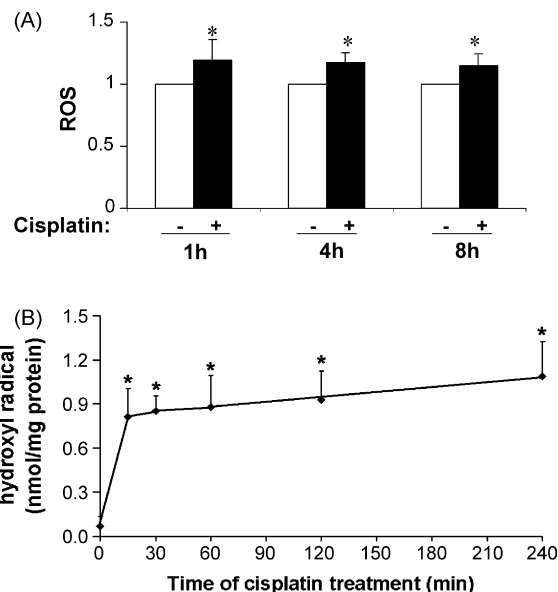 (A)
1.5
1
0.5
0
ROS
* * *
Cisplatin: - + - + - +
1h 4h 8h
(B)
1.5
1.2
0.9
0.6
0.3
0.0
hydroxyl radical
(nmol/mg protein)
* * * * *
0 30 60 90 120 150 180 210 240
Time of cisplatin treatment (min)